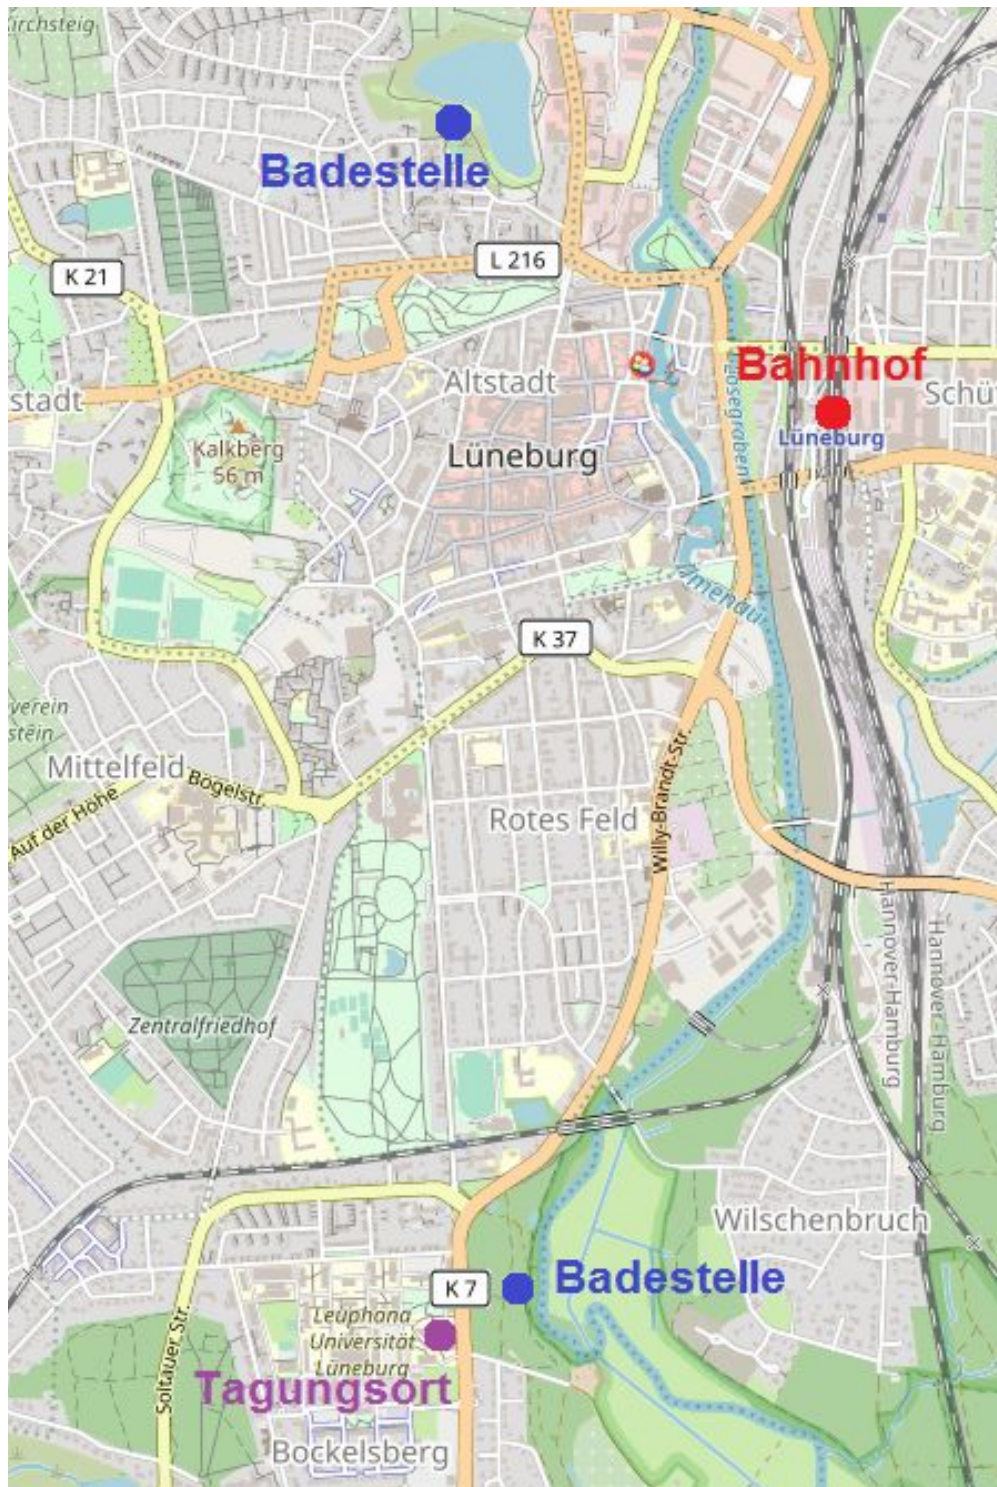 Kirchsteig
Badestelle
L 216
K 21
Bahnhof
Altstadt
stadt
Schü
Lösegraben
Lüneburg
Kalkberg
56 m
Lüneburg
Ilmenau
K 37
verein
stein
Mittelfeld
Bögelstr.
Auf der Höhe
Willy-Brandt-Str.
Rotes Feld
Hannover-Hamburg
Hannover-Hamburg
Zentralfriedhof
Wilschenbruch
K 7
Badestelle
Leuphana
Universität
Lüneburg
Soltauer Str.
Tagungsort
Bockelsberg